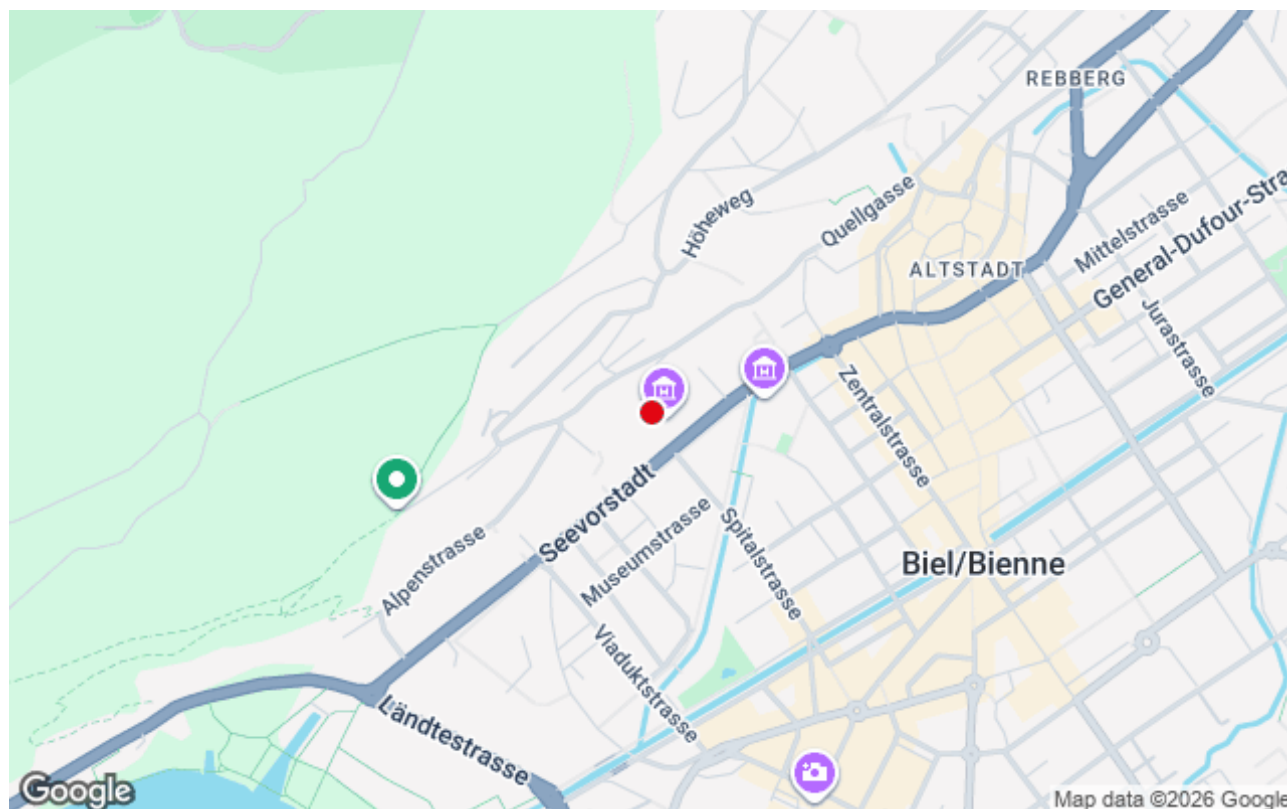 REBBERG
Höheweg
Quellgasse
ALTSTADT
Mittelstrasse
General-Dufour-Stra
Jurastrasse
Zentralstrasse
Seevorstadt
Museumstrasse
Spitalstrasse
Alpenstrasse
Biel/Bienne
Viaduktstrasse
Ländtestrasse
Google
Map data ©2026 Google